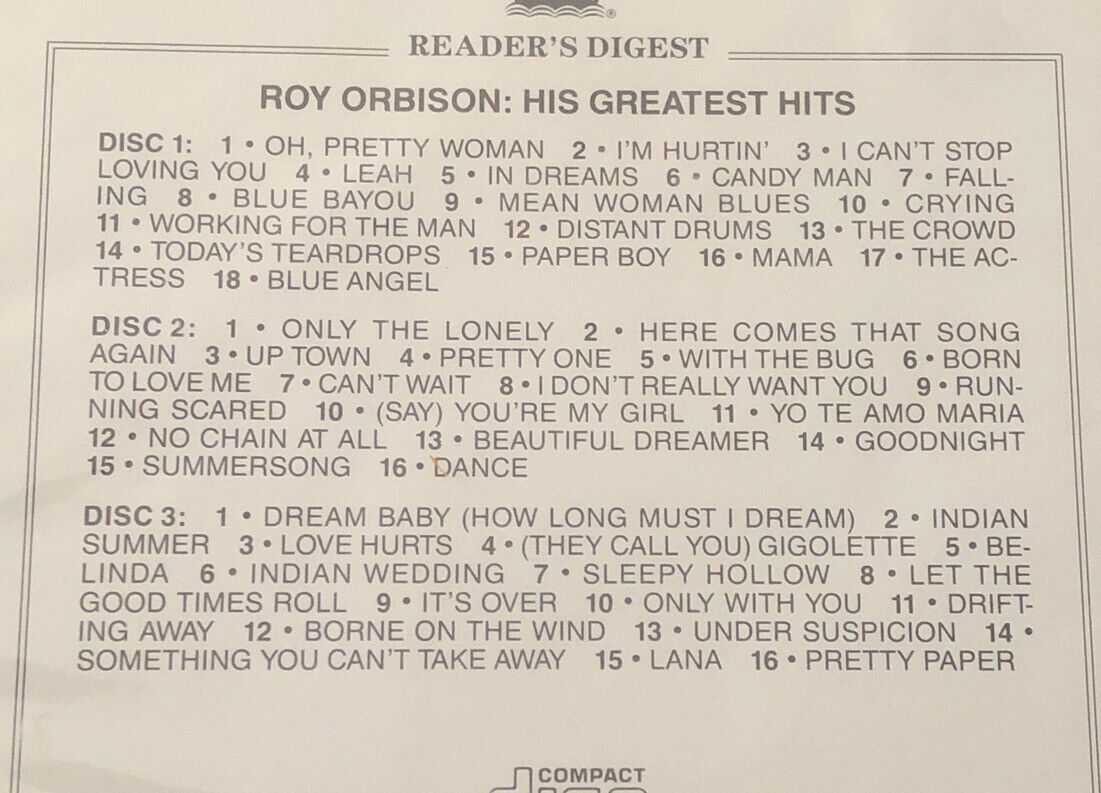 ®
READER'S DIGEST
ROY ORBISON: HIS GREATEST HITS
DISC 1: 1 • OH, PRETTY WOMAN 2 • I'M HURTIN' 3 • I CAN'T STOP
LOVING YOU 4 • LEAH 5 • IN DREAMS 6 • CANDY MAN 7 • FALL-
ING 8 • BLUE BAYOU 9 • MEAN WOMAN BLUES 10 • CRYING
11 • WORKING FOR THE MAN 12 • DISTANT DRUMS 13 • THE CROWD
14 • TODAY'S TEARDROPS 15 • PAPER BOY 16 • MAMA 17 • THE AC-
TRESS 18 • BLUE ANGEL
DISC 2: 1 • ONLY THE LONELY 2 • HERE COMES THAT SONG
AGAIN 3 • UP TOWN 4 • PRETTY ONE 5 • WITH THE BUG 6 • BORN
TO LOVE ME 7 • CAN'T WAIT 8 • I DON'T REALLY WANT YOU 9 • RUN-
NING SCARED 10 • (SAY) YOU'RE MY GIRL 11 • YO TE AMO MARIA
12 • NO CHAIN AT ALL 13 • BEAUTIFUL DREAMER 14 • GOODNIGHT
15 • SUMMERSONG 16 • DANCE
DISC 3: 1 • DREAM BABY (HOW LONG MUST I DREAM) 2 • INDIAN
SUMMER 3 • LOVE HURTS 4 • (THEY CALL YOU) GIGOLETTE 5 • BE-
LINDA 6 • INDIAN WEDDING 7 • SLEEPY HOLLOW 8 • LET THE
GOOD TIMES ROLL 9 • IT'S OVER 10 • ONLY WITH YOU 11 • DRIFT-
ING AWAY 12 • BORNE ON THE WIND 13 • UNDER SUSPICION 14 •
SOMETHING YOU CAN'T TAKE AWAY 15 • LANA 16 • PRETTY PAPER
COMPACT
disc